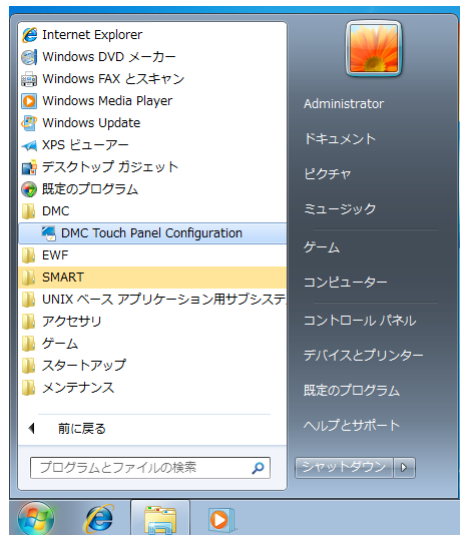 Internet Explorer
Windows DVD メーカー
Windows FAX とスキャン
Windows Media Player
Windows Update
XPS ビューアー
デスクトップ ガジェット
既定のプログラム
DMC
DMC Touch Panel Configuration
EWF
SMART
UNIX ベース アプリケーション用サブシステ
アクセサリ
ゲーム
スタートアップ
メンテナンス
前に戻る
プログラムとファイルの検索
Administrator
ドキュメント
ピクチャ
ミュージック
ゲーム
コンピューター
コントロール パネル
デバイスとプリンター
既定のプログラム
ヘルプとサポート
シャットダウン